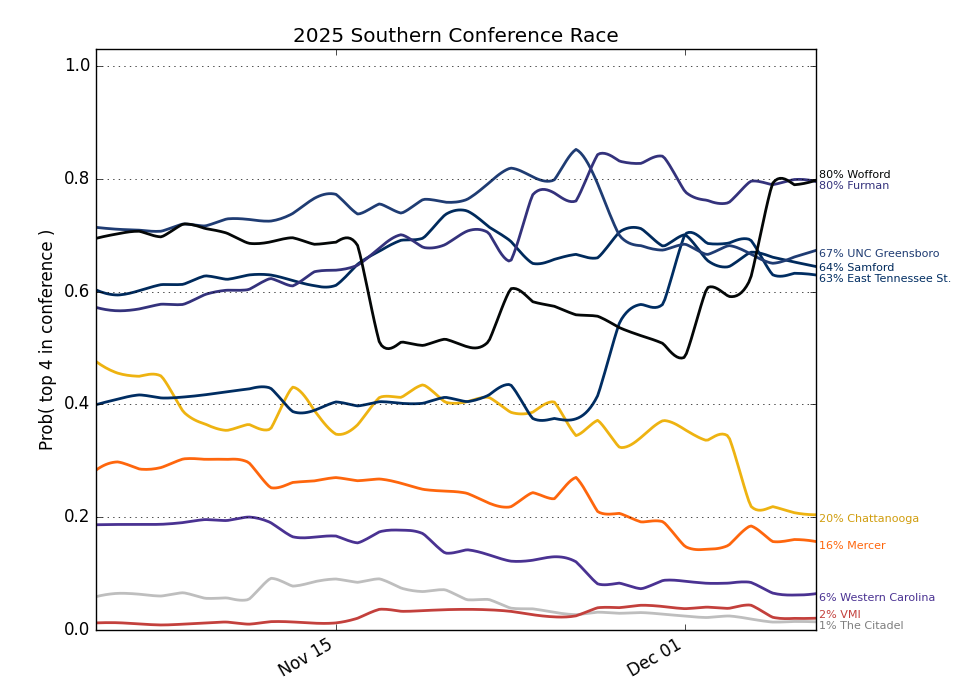 2025 Southern Conference Race
Prob( top 4 in conference )
1.0
0.8
0.6
0.4
0.2
0.0
Nov 15
Dec 01
80% Wofford
80% Furman
67% UNC Greensboro
64% Samford
63% East Tennessee St.
20% Chattanooga
16% Mercer
6% Western Carolina
2% VMI
1% The Citadel